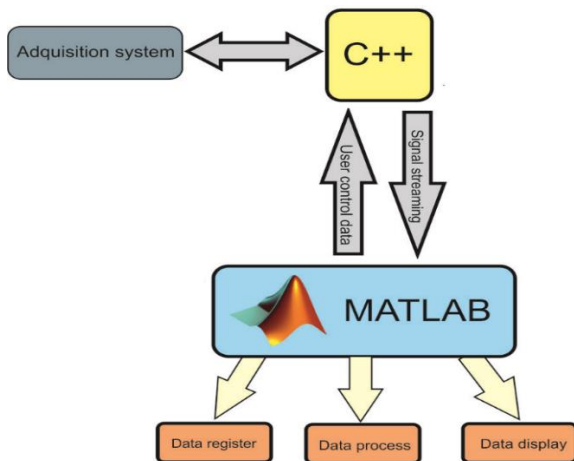 Adquisition system
C++
User control data
Signal streaming
MATLAB
Data register
Data process
Data display